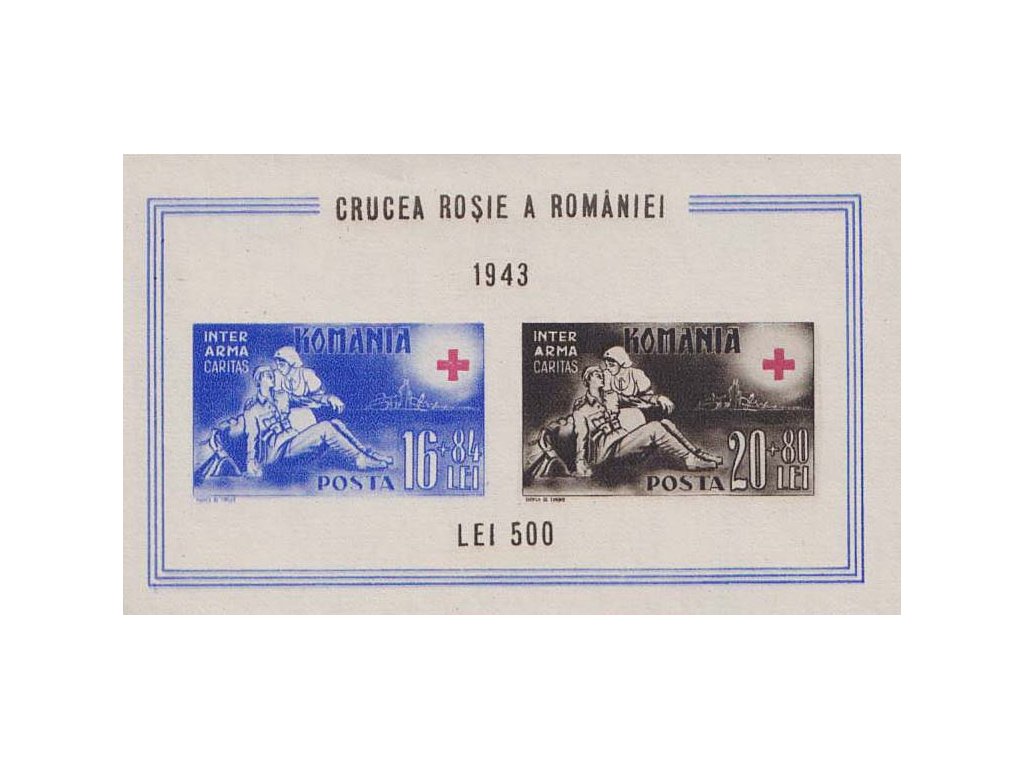 CRUCEA ROȘIE A ROMÂNIEI
1943
INTER
ARMA
CARITAS
ROMANIA
16+84
LEI
POSTA
INTER
ARMA
CARITAS
ROMANIA
20+80
LEI
POSTA
LEI 500